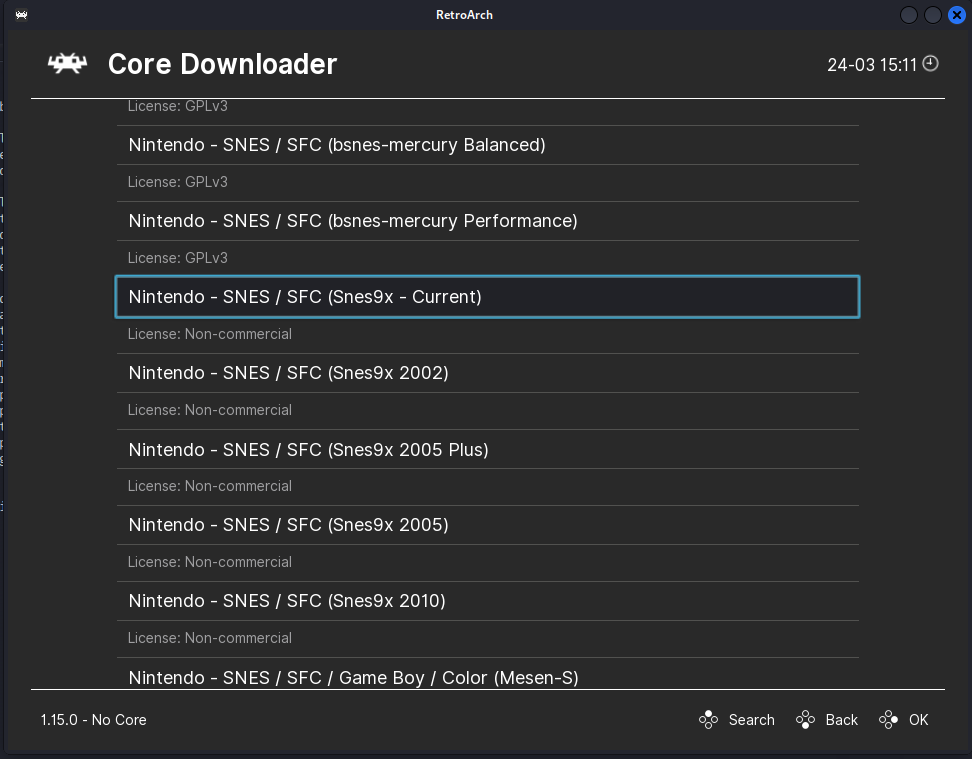 RetroArch
Core Downloader
24-03 15:11
License: GPLv3
Nintendo - SNES / SFC (bsnes-mercury Balanced)
License: GPLv3
Nintendo - SNES / SFC (bsnes-mercury Performance)
License: GPLv3
Nintendo - SNES / SFC (Snes9x - Current)
License: Non-commercial
Nintendo - SNES / SFC (Snes9x 2002)
License: Non-commercial
Nintendo - SNES / SFC (Snes9x 2005 Plus)
License: Non-commercial
Nintendo - SNES / SFC (Snes9x 2005)
License: Non-commercial
Nintendo - SNES / SFC (Snes9x 2010)
License: Non-commercial
Nintendo - SNES / SFC / Game Boy / Color (Mesen-S)
1.15.0 - No Core
Search Back OK